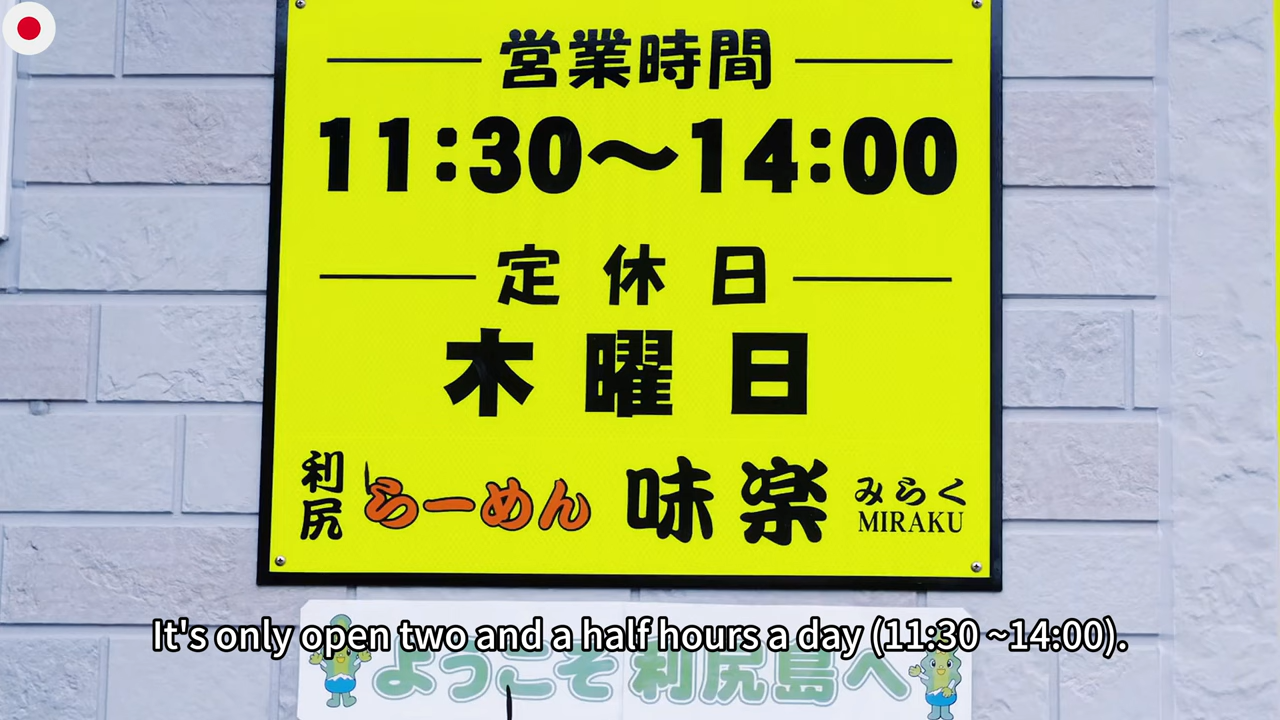 営業時間
11:30～14:00
定休日
木曜日
利尻 らーめん 味楽 みらく MIRAKU
It's only open two and a half hours a day (11:30 ~14:00).
ようこそ利尻島へ